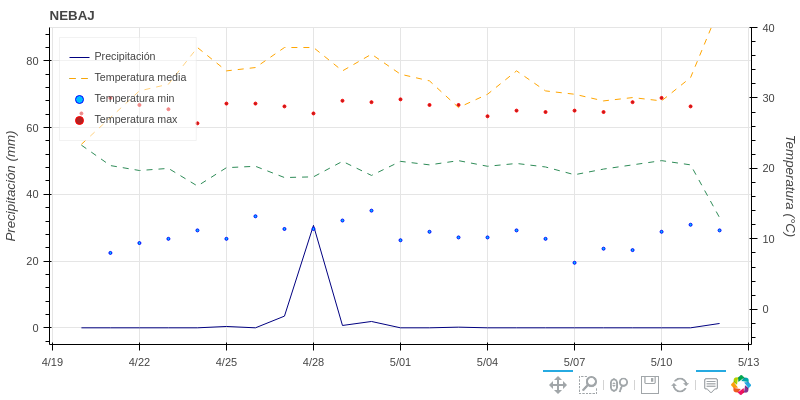 NEBAJ
Precipitación
Temperatura media
Temperatura min
Temperatura max
Precipitación (mm)
80
60
40
20
0
Temperatura (°C)
40
30
20
10
0
4/19 4/22 4/25 4/28 5/01 5/04 5/07 5/10 5/13